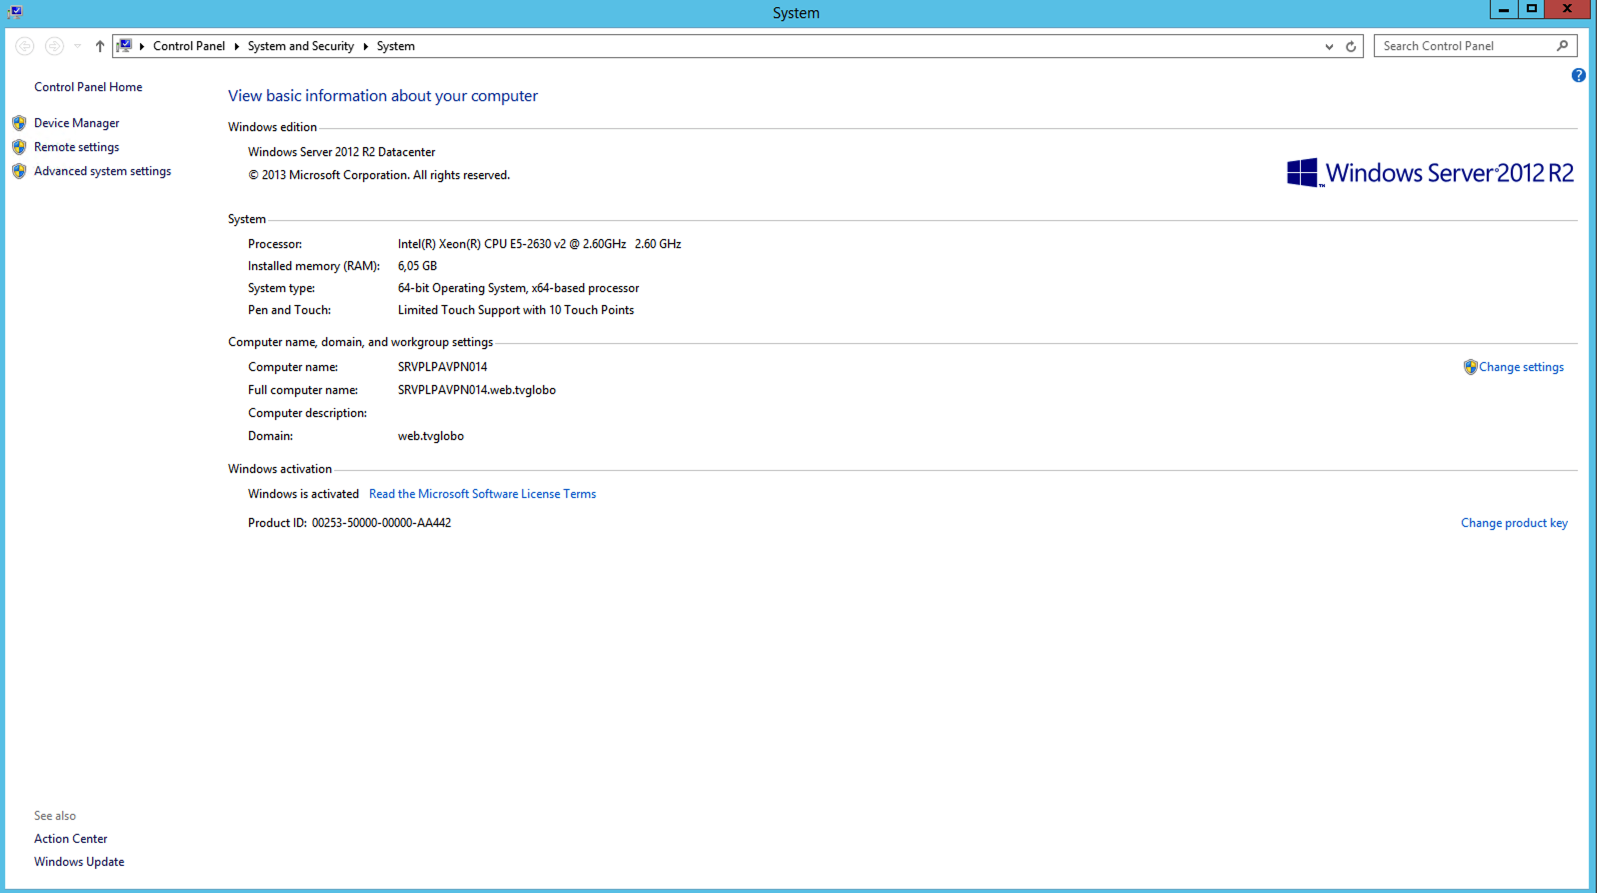 System
Control Panel System and Security System
Search Control Panel
Control Panel Home
Device Manager
Remote settings
Advanced system settings
View basic information about your computer
Windows edition
Windows Server 2012 R2 Datacenter
© 2013 Microsoft Corporation. All rights reserved.
Windows Server 2012 R2
System
Processor: Intel(R) Xeon(R) CPU E5-2630 v2 @ 2.60GHz 2.60 GHz
Installed memory (RAM): 6,05 GB
System type: 64-bit Operating System, x64-based processor
Pen and Touch: Limited Touch Support with 10 Touch Points
Computer name, domain, and workgroup settings
Computer name: SRVPLPAVPN014
Change settings
Full computer name: SRVPLPAVPN014.web.tvglobo
Computer description:
Domain: web.tvglobo
Windows activation
Windows is activated Read the Microsoft Software License Terms
Product ID: 00253-50000-00000-AA442
Change product key
See also
Action Center
Windows Update